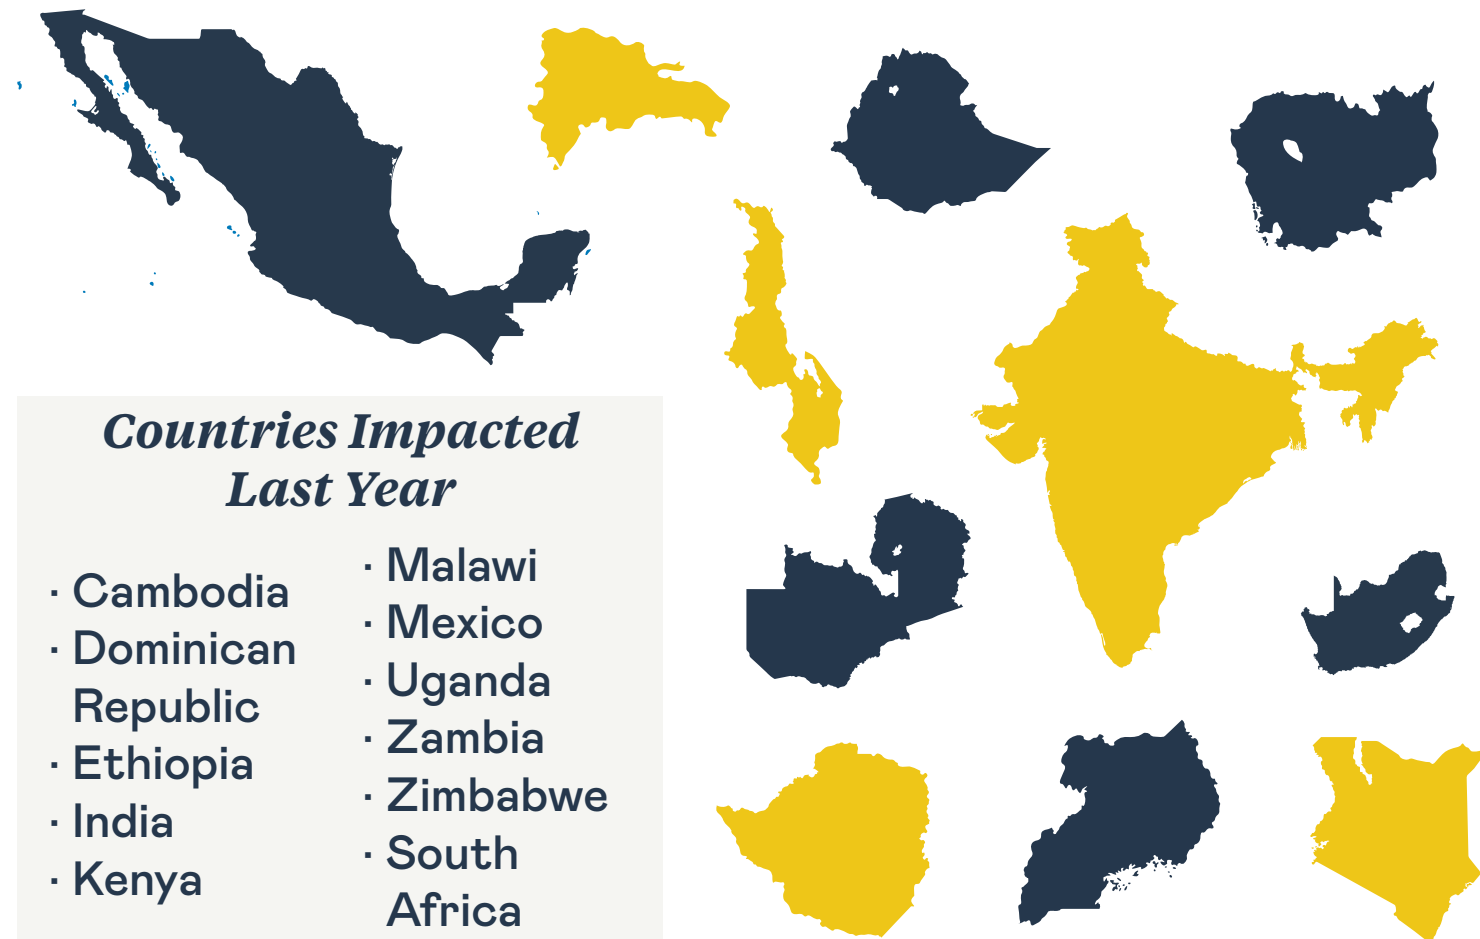 Countries Impacted
Last Year
· Cambodia
· Dominican
Republic
· Ethiopia
· India
· Kenya
· Malawi
· Mexico
· Uganda
· Zambia
· Zimbabwe
· South
Africa